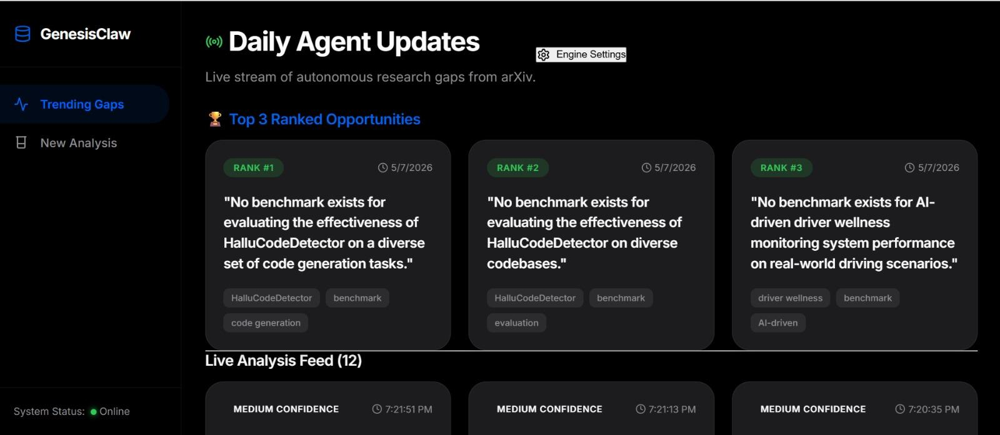 GenesisClaw
Trending Gaps
New Analysis
System Status: Online
Daily Agent Updates
Engine Settings
Live stream of autonomous research gaps from arXiv.
Top 3 Ranked Opportunities
RANK #1
5/7/2026
"No benchmark exists for
evaluating the effectiveness of
HalluCodeDetector on a diverse
set of code generation tasks."
HalluCodeDetector benchmark
code generation
RANK #2
5/7/2026
"No benchmark exists for
evaluating the effectiveness of
HalluCodeDetector on diverse
codebases."
HalluCodeDetector benchmark
evaluation
RANK #3
5/7/2026
"No benchmark exists for AI-
driven driver wellness
monitoring system performance
on real-world driving scenarios."
driver wellness benchmark
AI-driven
Live Analysis Feed (12)
MEDIUM CONFIDENCE 7:21:51 PM
MEDIUM CONFIDENCE 7:21:13 PM
MEDIUM CONFIDENCE 7:20:35 PM